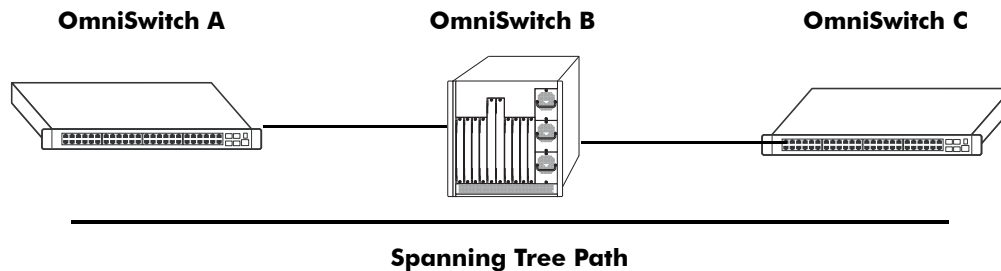 OmniSwitch A
OmniSwitch B
OmniSwitch C
Spanning Tree Path